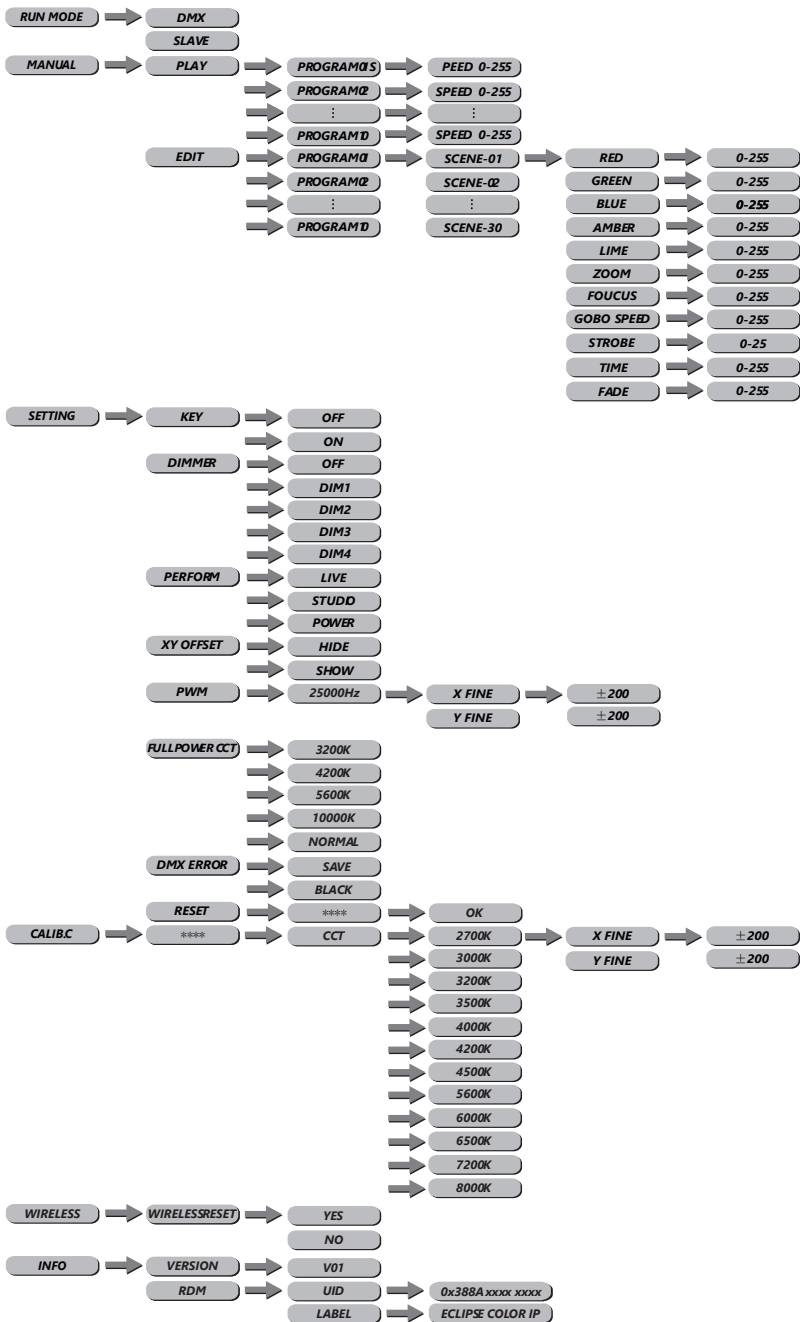 RUN MODE DMX
SLAVE
MANUAL PLAY PROGRAM01S PEED 0-255
PROGRAM02 SPEED 0-255
⋮ ⋮
PROGRAM10 SPEED 0-255
EDIT PROGRAM01 SCENE-01 RED 0-255
PROGRAM02 SCENE-02 GREEN 0-255
⋮ ⋮ BLUE 0-255
PROGRAM10 SCENE-30 AMBER 0-255
LIME 0-255
ZOOM 0-255
FOUCUS 0-255
GOBO SPEED 0-255
STROBE 0-25
TIME 0-255
FADE 0-255
SETTING KEY OFF
ON
DIMMER OFF
DIM1
DIM2
DIM3
DIM4
PERFORM LIVE
STUDIO
POWER
XY OFFSET HIDE
SHOW
PWM 25000Hz X FINE ±200
Y FINE ±200
FULLPOWER CCT 3200K
4200K
5600K
10000K
NORMAL
DMX ERROR SAVE
BLACK
RESET **** OK
CALIB.C **** CCT 2700K X FINE ±200
3000K Y FINE ±200
3200K
3500K
4000K
4200K
4500K
5600K
6000K
6500K
7200K
8000K
WIRELESS WIRELESSRESET YES
NO
INFO VERSION V01
RDM UID 0x388A xxxx xxxx
LABEL ECLIPSE COLOR IP